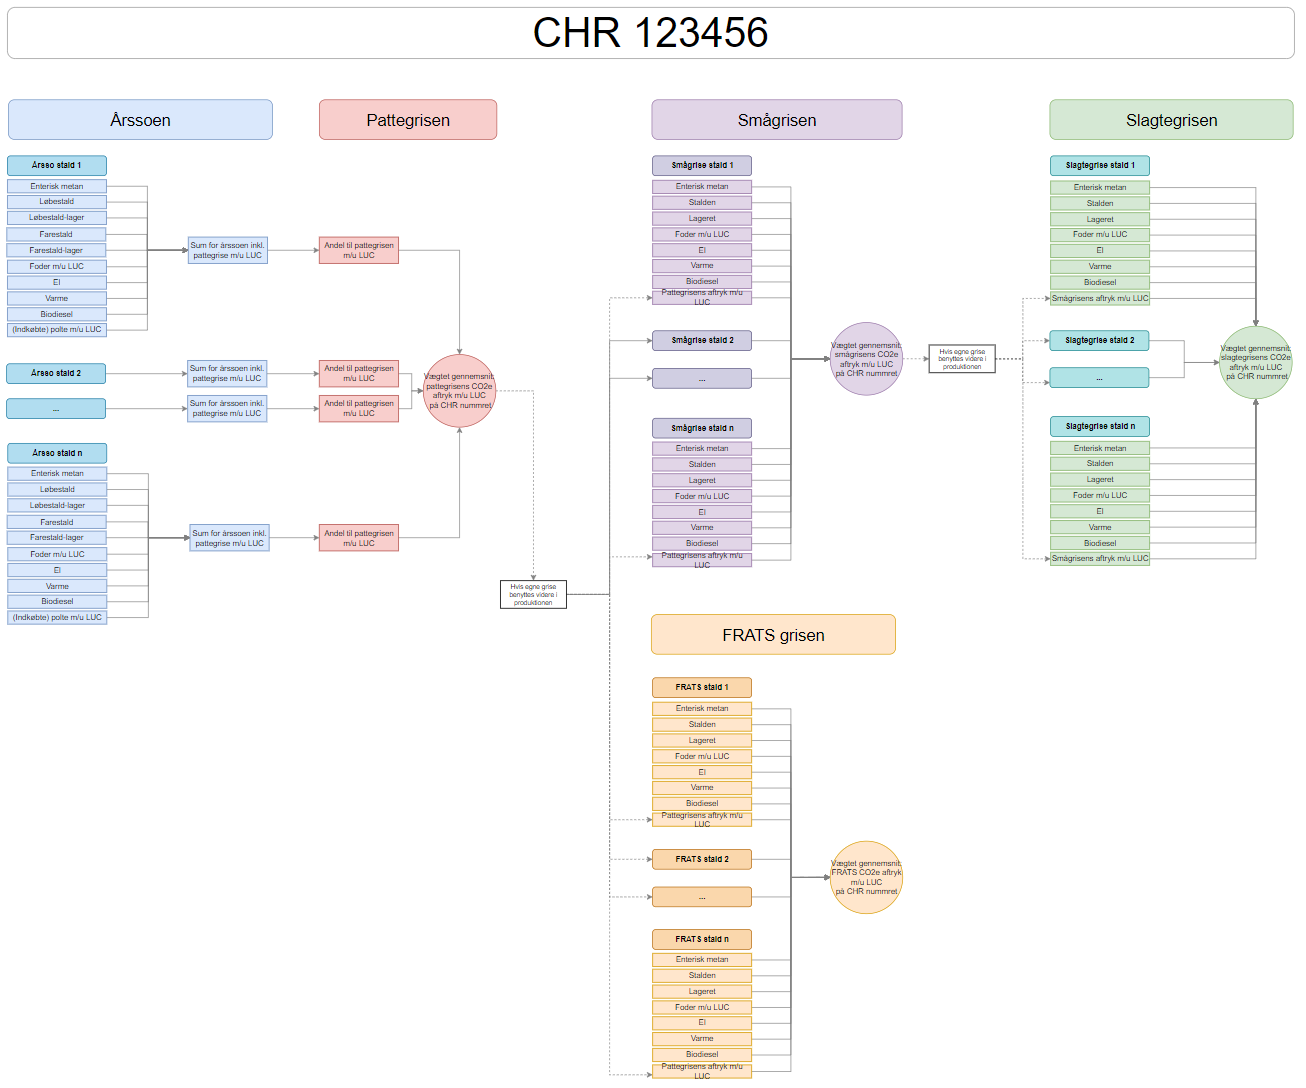 CHR 123456
Årssoen
Årsso stald 1
Enterisk metan
Løbestald
Løbestald-lager
Farestald
Farestald-lager
Foder m/u LUC
El
Varme
Biodiesel
(Indkøbte) polte m/u LUC
Sum for årssoen inkl.
pattegrise m/u LUC
Årsso stald 2
Sum for årssoen inkl.
pattegrise m/u LUC
...
Sum for årssoen inkl.
pattegrise m/u LUC
Årsso stald n
Enterisk metan
Løbestald
Løbestald-lager
Farestald
Farestald-lager
Foder m/u LUC
El
Varme
Biodiesel
(Indkøbte) polte m/u LUC
Sum for årssoen inkl.
pattegrise m/u LUC
Pattegrisen
Andel til pattegrisen
m/u LUC
Andel til pattegrisen
m/u LUC
Andel til pattegrisen
m/u LUC
Andel til pattegrisen
m/u LUC
Vægtet gennemsnit:
pattegrisens CO2e
aftryk m/u LUC
på CHR nummret
Hvis egne grise
benyttes videre i
produktionen
Smågrisen
Smågrise stald 1
Enterisk metan
Stalden
Lageret
Foder m/u LUC
El
Varme
Biodiesel
Pattegrisens aftryk m/u
LUC
Smågrise stald 2
...
Smågrise stald n
Enterisk metan
Stalden
Lageret
Foder m/u LUC
El
Varme
Biodiesel
Pattegrisens aftryk m/u
LUC
Vægtet gennemsnit:
smågrisens CO2e
aftryk m/u LUC
på CHR nummret
Hvis egne grise
benyttes videre i
produktionen
Slagtegrisen
Slagtegrise stald 1
Enterisk metan
Stalden
Lageret
Foder m/u LUC
El
Varme
Biodiesel
Smågrisens aftryk m/u LUC
Slagtegrise stald 2
...
Slagtegrise stald n
Enterisk metan
Stalden
Lageret
Foder m/u LUC
El
Varme
Biodiesel
Smågrisens aftryk m/u LUC
Vægtet gennemsnit:
slagtegrisens CO2e
aftryk m/u LUC
på CHR nummret
FRATS grisen
FRATS stald 1
Enterisk metan
Stalden
Lageret
Foder m/u LUC
El
Varme
Biodiesel
Pattegrisens aftryk m/u
LUC
FRATS stald 2
...
FRATS stald n
Enterisk metan
Stalden
Lageret
Foder m/u LUC
El
Varme
Biodiesel
Pattegrisens aftryk m/u
LUC
Vægtet gennemsnit:
FRATS CO2e aftryk
m/u LUC
på CHR nummret